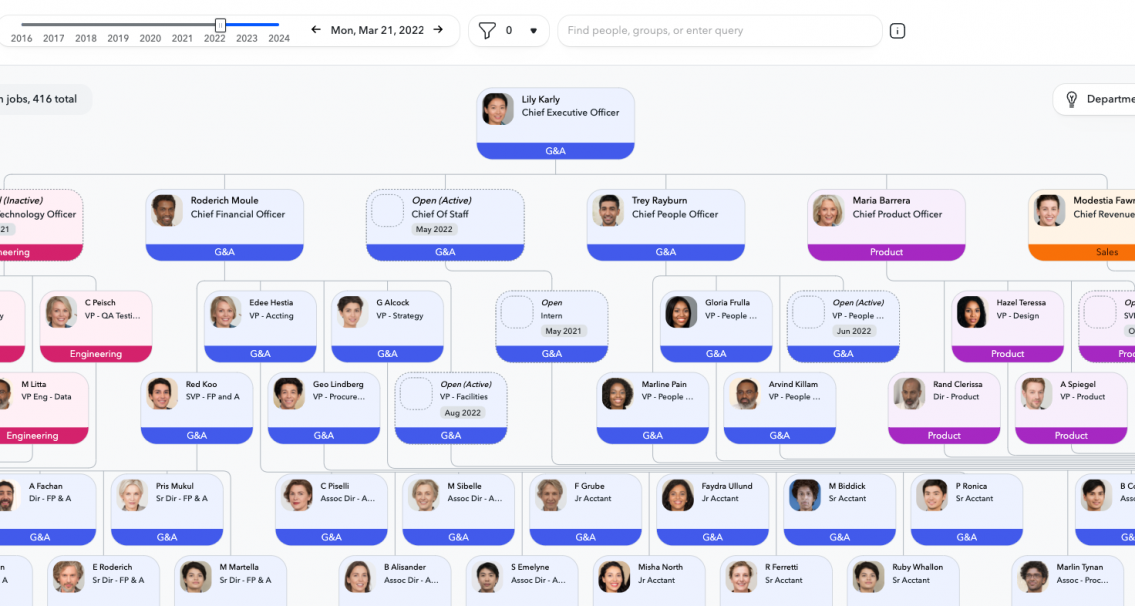 2016 2017 2018 2019 2020 2021 2022 2023 2024
Mon, Mar 21, 2022
0
Find people, groups, or enter query
i
jobs, 416 total
Lily Karly
Chief Executive Officer
G&A
(Inactive)
Technology Officer
Roderich Moule
Chief Financial Officer
G&A
Open (Active)
Chief Of Staff
May 2022
G&A
Trey Rayburn
Chief People Officer
G&A
Maria Barrera
Chief Product Officer
Product
Modestia
Chief Revenue
Sales
C Peisch
VP - QA Testi...
Engineering
Edee Hestia
VP - Accting
G&A
G Alcock
VP - Strategy
G&A
Open
Intern
May 2021
G&A
Gloria Frulla
VP - People ...
G&A
Open (Active)
VP - People ...
Jun 2022
G&A
Hazel Teressa
VP - Design
Product
M Litta
VP Eng - Data
Engineering
Red Koo
SVP - FP and A
G&A
Geo Lindberg
VP - Procure...
G&A
Open (Active)
VP - Facilities
Aug 2022
G&A
Marline Pain
VP - People ...
G&A
Arvind Killam
VP - People ...
G&A
Rand Clerissa
Dir - Product
Product
A Spiegel
VP - Product
Product
A Fachan
Dir - FP & A
G&A
Pris Mukul
Sr Dir - FP & A
G&A
C Piselli
Assoc Dir - A...
G&A
M Sibelle
Assoc Dir - A...
G&A
F Grube
Jr Acctant
G&A
Faydra Ullund
Jr Acctant
G&A
M Biddick
Sr Acctant
G&A
P Ronica
Sr Acctant
G&A
E Roderich
Sr Dir - FP & A
M Martella
Sr Dir - FP & A
B Alisander
Assoc Dir - A...
S Emelyne
Assoc Dir - A...
Misha North
Jr Acctant
R Ferretti
Sr Acctant
Ruby Whallon
Sr Acctant
Marlin Tynan
Assoc - Proc...